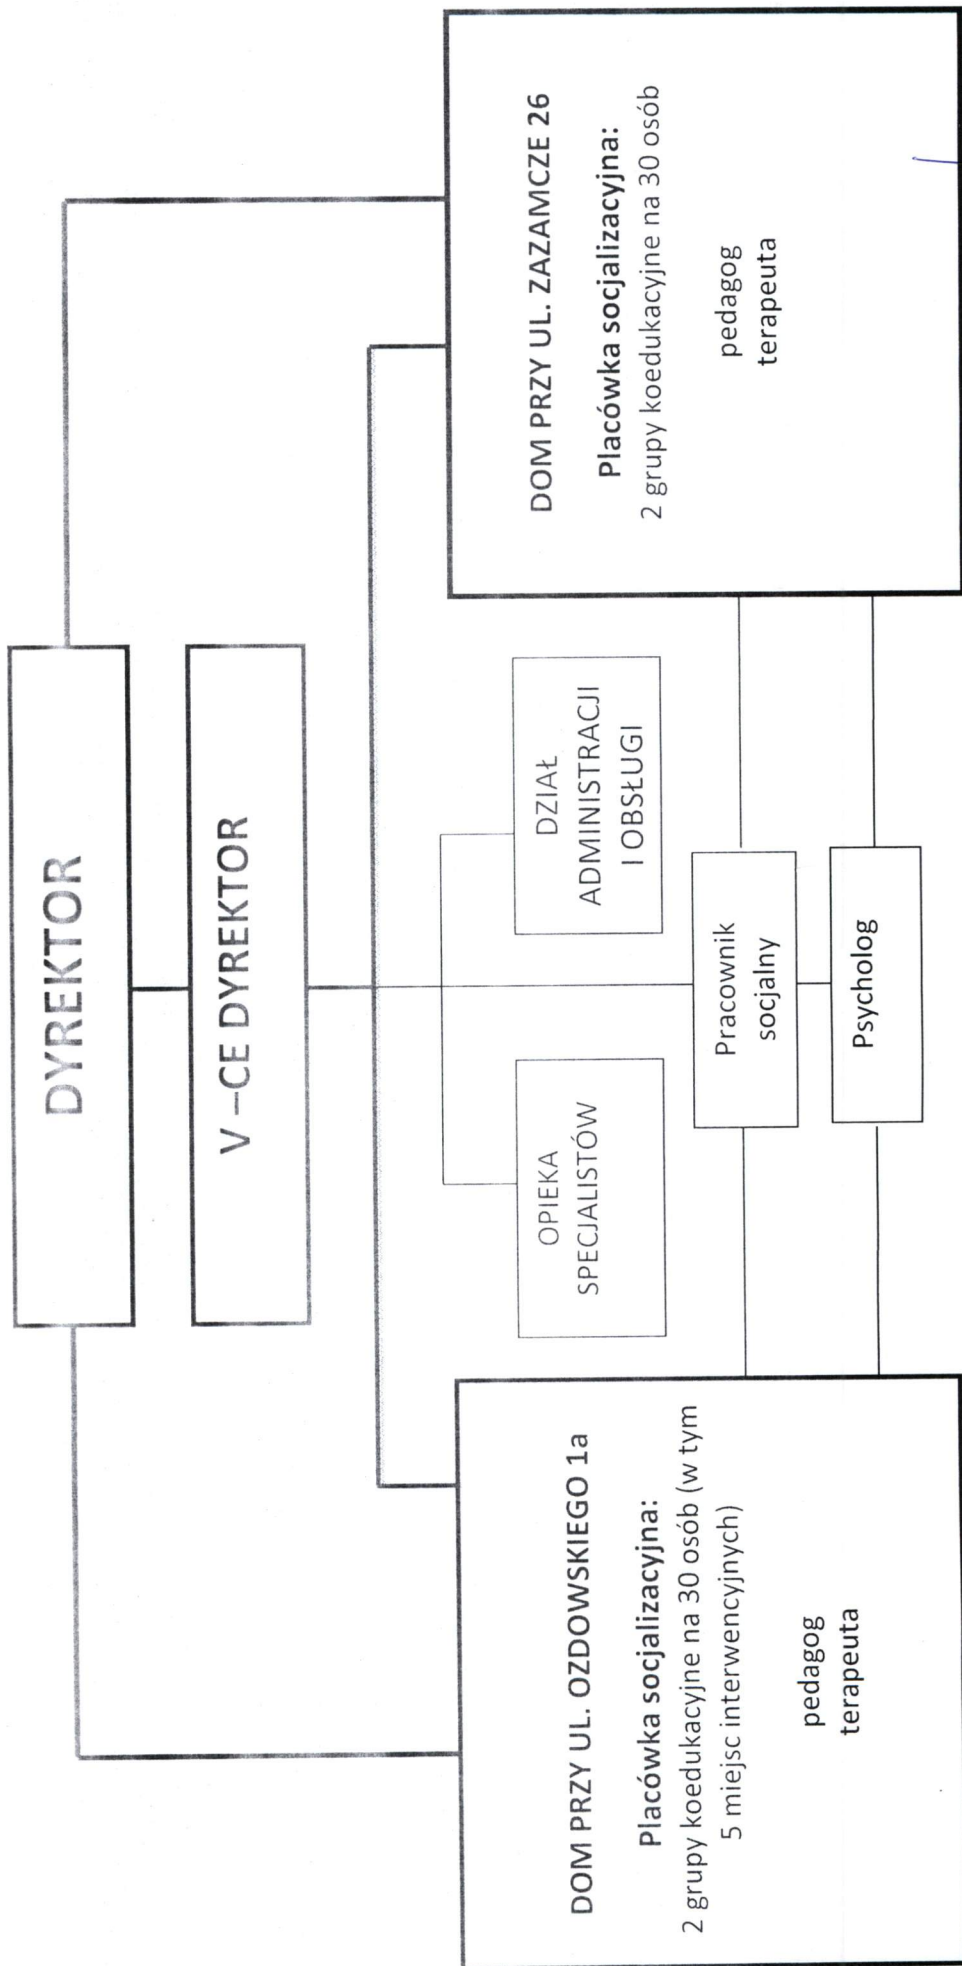 DYREKTOR
V –CE DYREKTOR
OPIEKA
SPECJALISTÓW
DZIAŁ
ADMINISTRACJI
I OBSŁUGI
Pracownik
socjalny
Psycholog
DOM PRZY UL. OZDOWSKIEGO 1a
Placówka socjalizacyjna:
2 grupy koedukacyjne na 30 osób (w tym
5 miejsc interwencyjnych)
pedagog
terapeuta
DOM PRZY UL. ZAZAMCZE 26
Placówka socjalizacyjna:
2 grupy koedukacyjne na 30 osób
pedagog
terapeuta